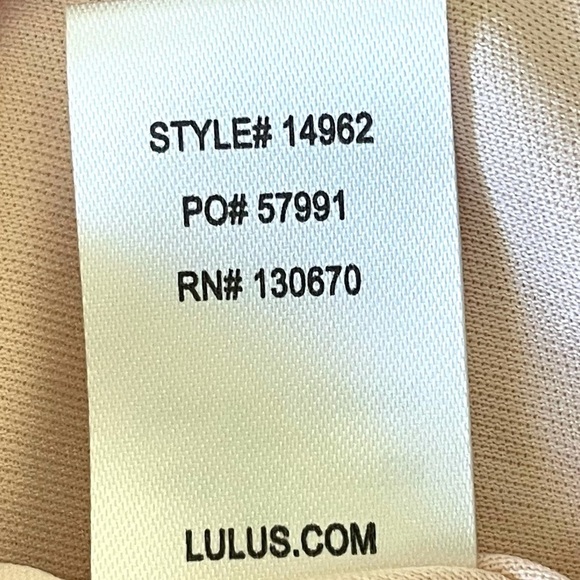 STYLE# 14962
PO# 57991
RN# 130670
LULUS.COM